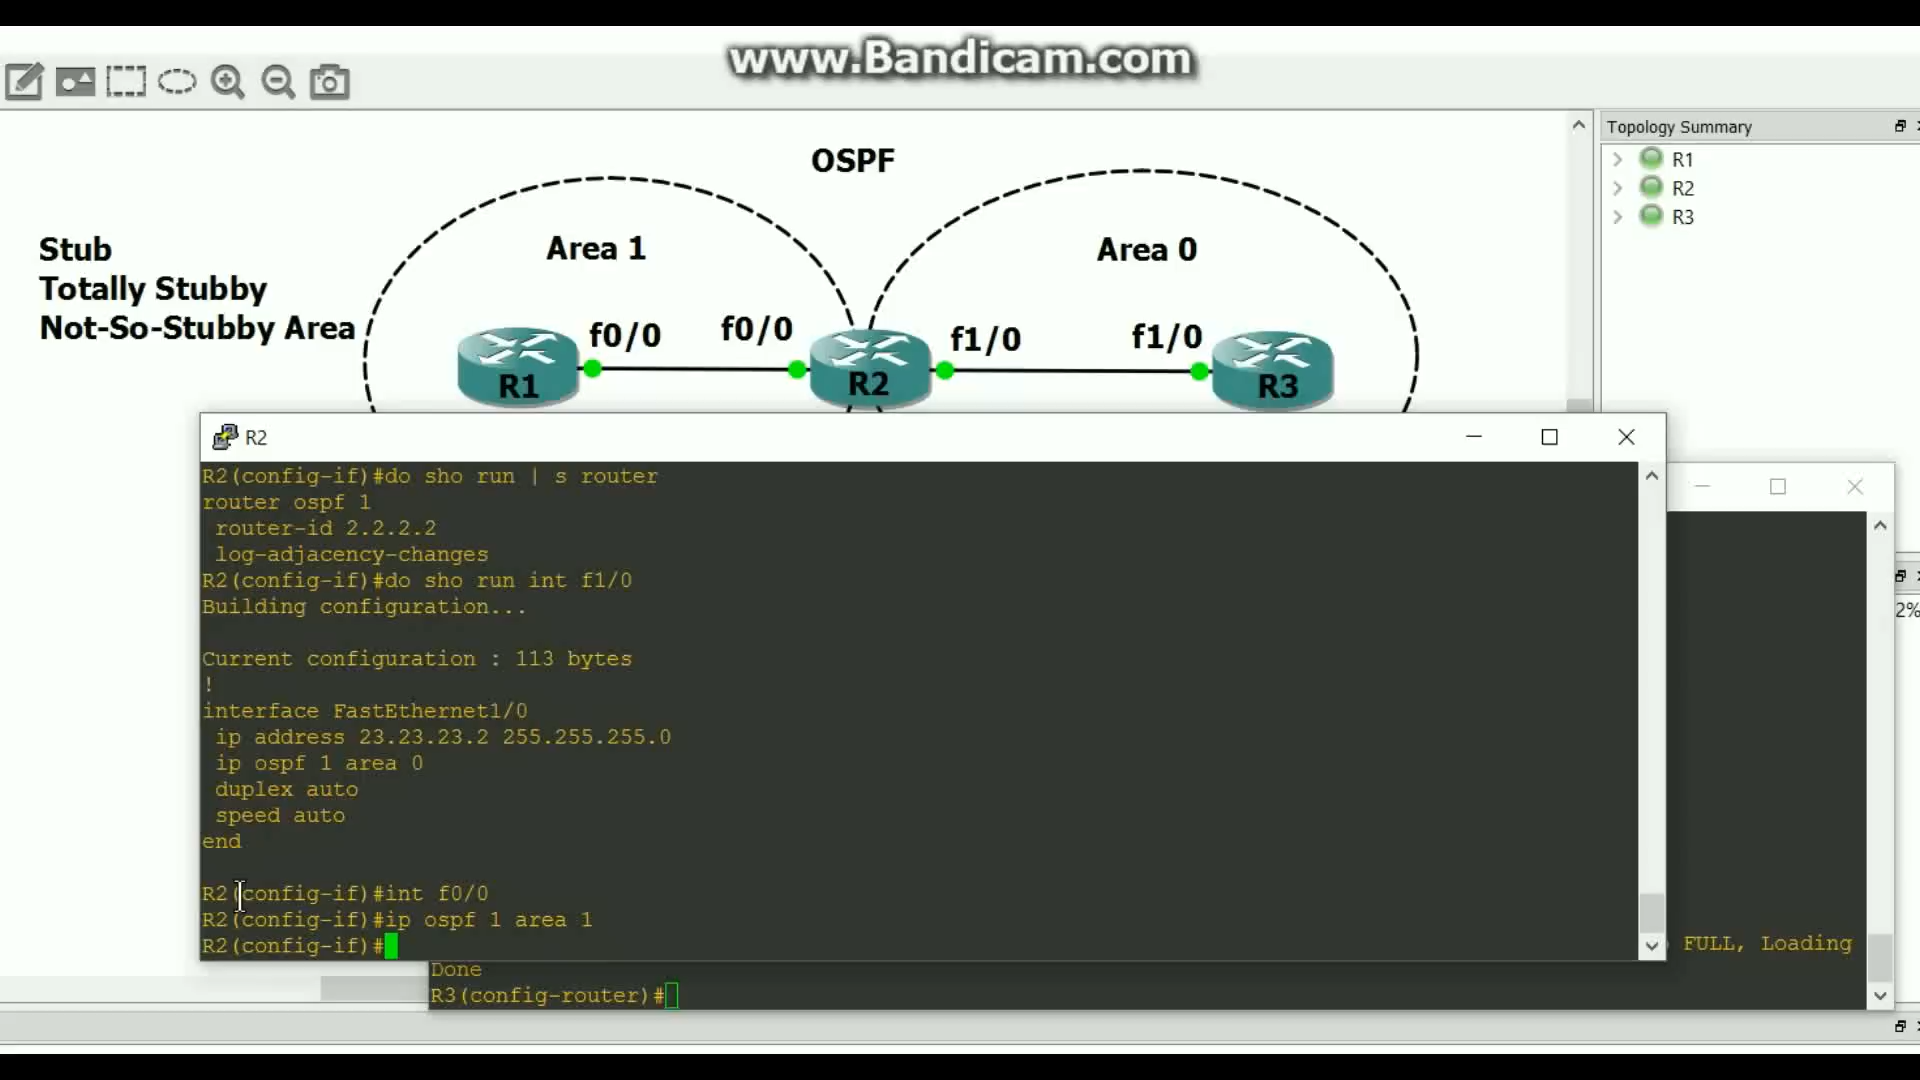 www.Bandicam.com
Topology Summary
R1
R2
R3
OSPF
Stub
Totally Stubby
Not-So-Stubby Area
Area 1
Area 0
f0/0
f0/0
f1/0
f1/0
R1
R2
R3
R2
R2(config-if)#do sho run | s router
router ospf 1
router-id 2.2.2.2
log-adjacency-changes
R2(config-if)#do sho run int f1/0
Building configuration...
Current configuration : 113 bytes
!
interface FastEthernet1/0
ip address 23.23.23.2 255.255.255.0
ip ospf 1 area 0
duplex auto
speed auto
end
R2(config-if)#int f0/0
R2(config-if)#ip ospf 1 area 1
R2(config-if)#
2%
FULL, Loading
Done
R3(config-router)#